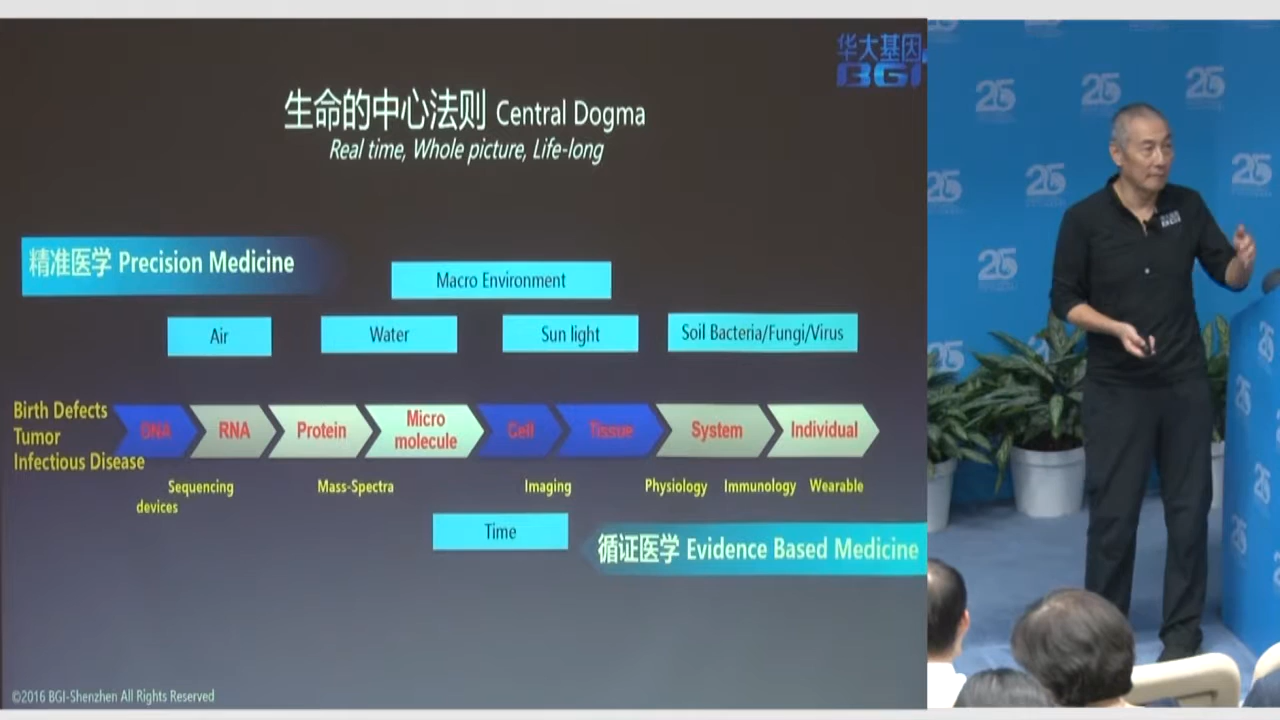 华大基因
BGI
生命的中心法则 Central Dogma
Real time, Whole picture, Life-long
精准医学 Precision Medicine
Macro Environment
Air
Water
Sun light
Soil Bacteria/Fungi/Virus
Birth Defects
Tumor
Infectious Disease
DNA
RNA
Protein
Micro
molecule
Cell
Tissue
System
Individual
Sequencing
devices
Mass-Spectra
Imaging
Physiology
Immunology
Wearable
Time
循证医学 Evidence Based Medicine
©2016 BGI-Shenzhen All Rights Reserved
25
25
25
25
25
25
25
25